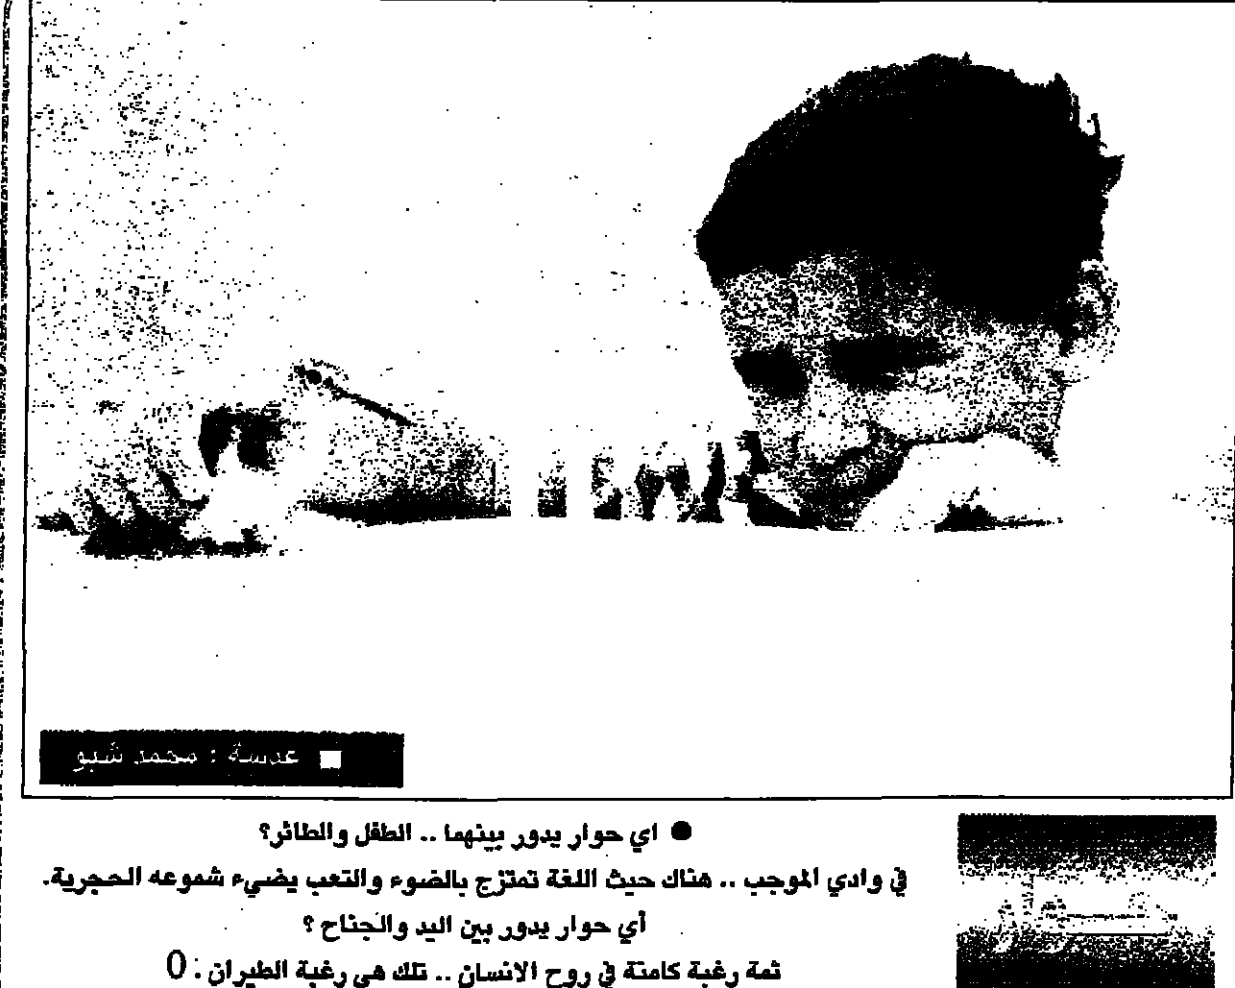 ■ عدسة : محمد شبو
● اي حوار يدور بينهما .. الطفل والطائر؟
في وادي الموجب .. هناك حيث اللغة تمتزج بالضوء والتعب يضيء شموعه الحجرية.
أي حوار يدور بين اليد والجناح ؟
ثمة رغبة كامنة في روح الانسان .. تلك هي رغبة الطيران : O